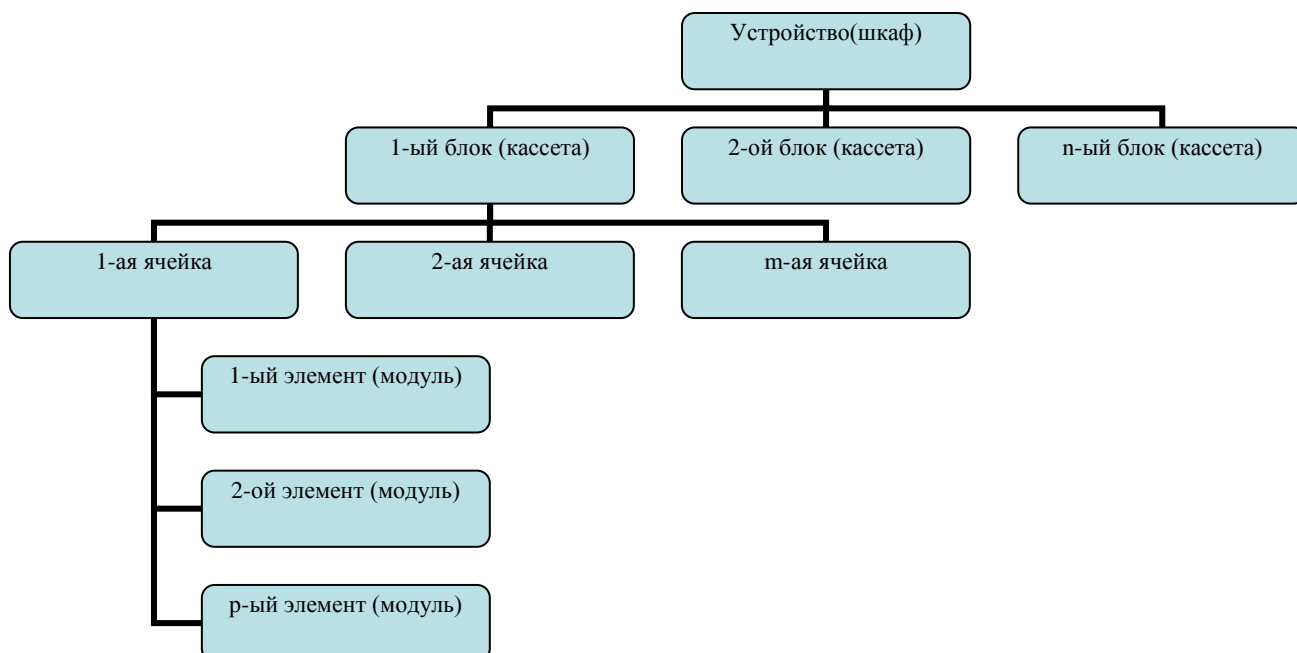 Устройство(шкаф)
1-ый блок (кассета)
2-ой блок (кассета)
n-ый блок (кассета)
1-ая ячейка
2-ая ячейка
m-ая ячейка
1-ый элемент (модуль)
2-ой элемент (модуль)
p-ый элемент (модуль)